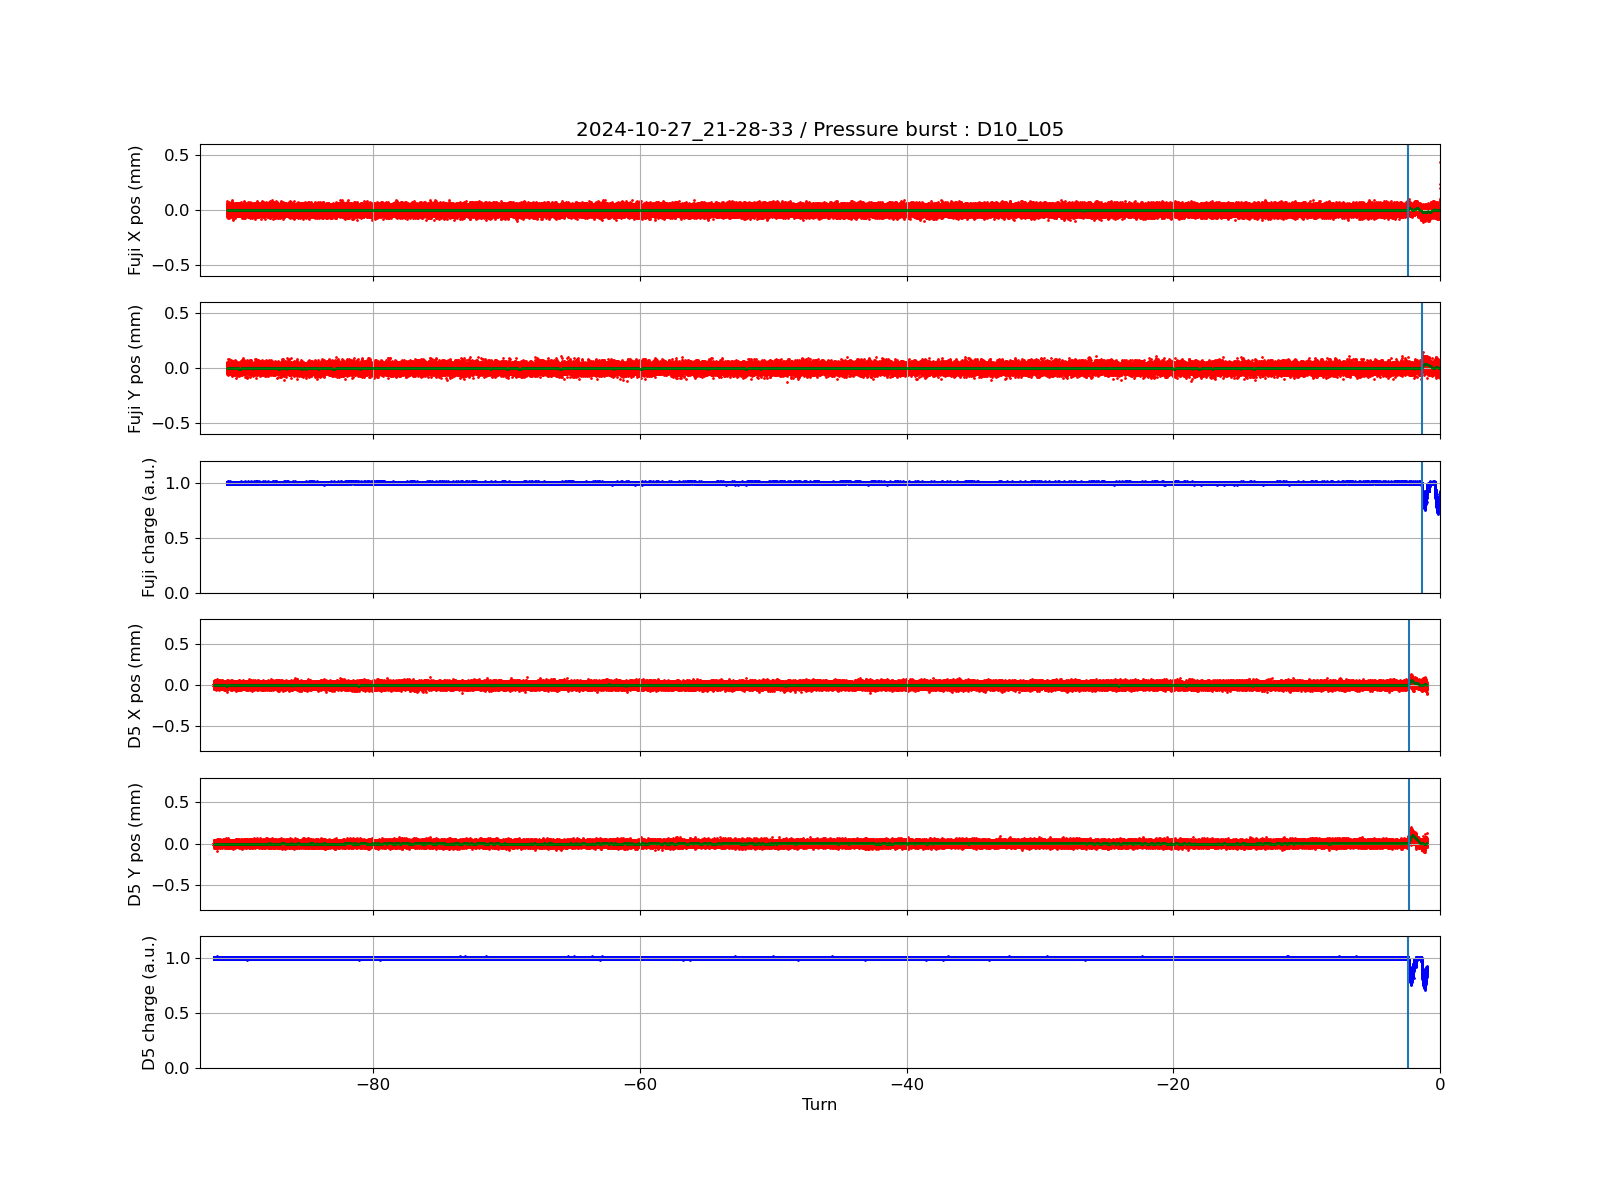 2024-10-27_21-28-33 / Pressure burst : D10_L05
Fuji X pos (mm)
0.5
0.0
−0.5
Fuji Y pos (mm)
0.5
0.0
−0.5
Fuji charge (a.u.)
1.0
0.5
0.0
D5 X pos (mm)
0.5
0.0
−0.5
D5 Y pos (mm)
0.5
0.0
−0.5
D5 charge (a.u.)
1.0
0.5
0.0
−80 −60 −40 −20 0
Turn